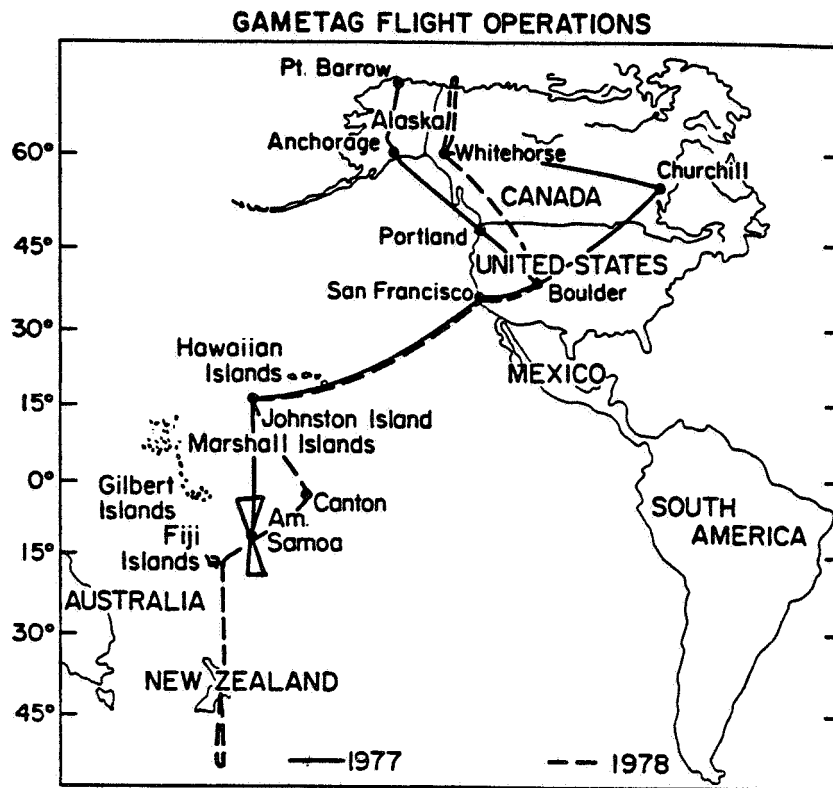 GAMETAG FLIGHT OPERATIONS
Pt. Barrow
Alaska
Anchorage
60°
Whitehorse
Churchill
CANADA
Portland
45°
UNITED STATES
San Francisco
Boulder
30°
Hawaiian
Islands
MEXICO
15°
Johnston Island
Marshall Islands
0°
Gilbert
Islands
Canton
SOUTH
AMERICA
Am.
Samoa
Fiji
Islands
15°
AUSTRALIA
30°
NEW ZEALAND
45°
1977
1978